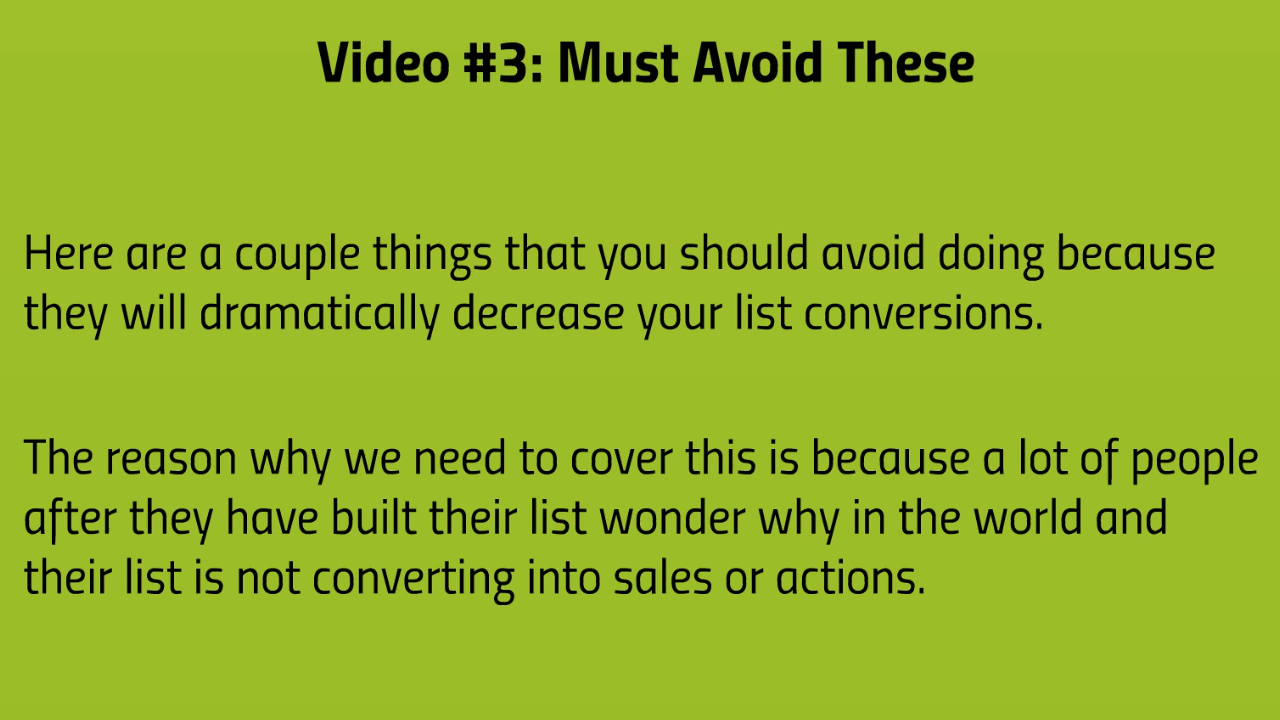 Video #3: Must Avoid These
Here are a couple things that you should avoid doing because
they will dramatically decrease your list conversions.
The reason why we need to cover this is because a lot of people
after they have built their list wonder why in the world and
their list is not converting into sales or actions.